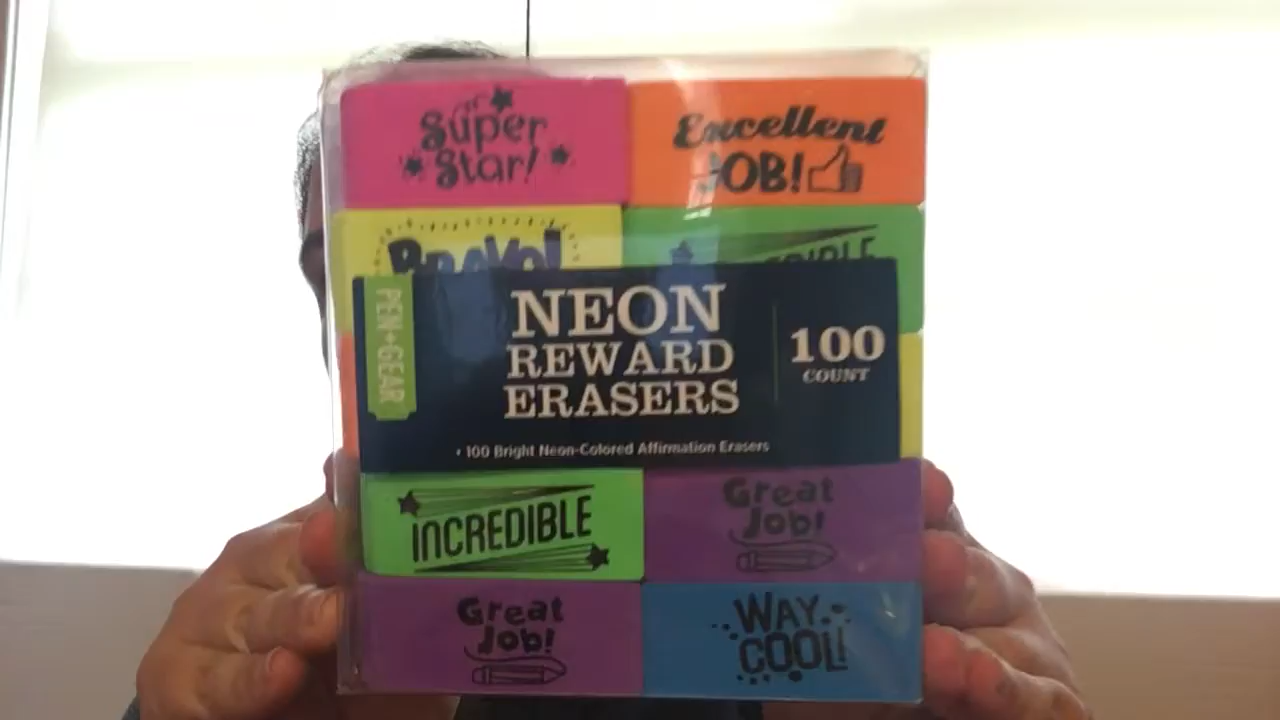 Super
Star!
Excellent
JOB!
BRAVO!
PEN+GEAR
NEON
REWARD
ERASERS
100
COUNT
• 100 Bright Neon-Colored Affirmation Erasers
INCREDIBLE
Great
Job!
Great
Job!
WAY
COOL!